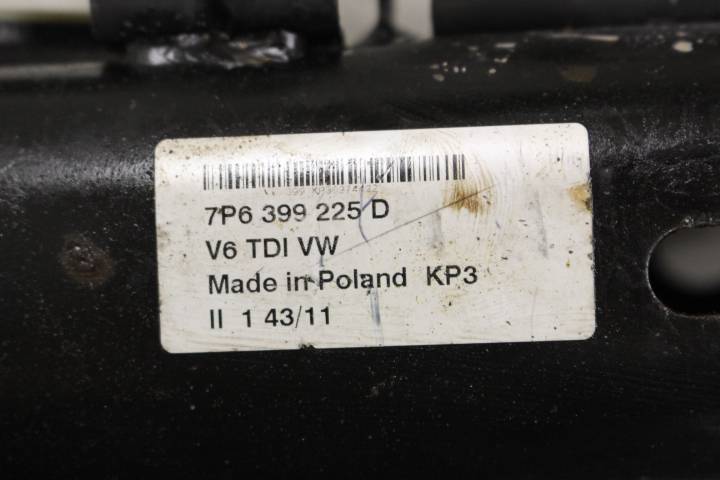 7P6 399 225 D
V6 TDI VW
Made in Poland KP3
II 1 43/11